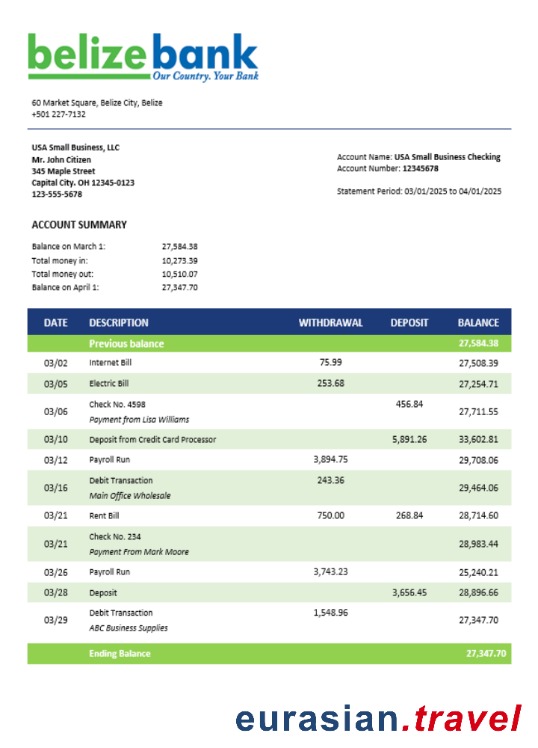 belizebank
Our Country. Your Bank
60 Market Square, Belize City, Belize
+501 227-7132
USA Small Business, LLC
Mr. John Citizen
345 Maple Street
Capital City. OH 12345-0123
123-555-5678
Account Name: USA Small Business Checking
Account Number: 12345678
Statement Period: 03/01/2025 to 04/01/2025
ACCOUNT SUMMARY
Balance on March 1: 27,584.38
Total money in: 10,273.39
Total money out: 10,510.07
Balance on April 1: 27,347.70
DATE DESCRIPTION WITHDRAWAL DEPOSIT BALANCE
Previous balance 27,584.38
03/02 Internet Bill 75.99 27,508.39
03/05 Electric Bill 253.68 27,254.71
03/06 Check No. 4598 456.84 27,711.55
Payment from Lisa Williams
03/10 Deposit from Credit Card Processor 5,891.26 33,602.81
03/12 Payroll Run 3,894.75 29,708.06
03/16 Debit Transaction 243.36 29,464.06
Main Office Wholesale
03/21 Rent Bill 750.00 268.84 28,714.60
03/21 Check No. 234 28,983.44
Payment From Mark Moore
03/26 Payroll Run 3,743.23 25,240.21
03/28 Deposit 3,656.45 28,896.66
03/29 Debit Transaction 1,548.96 27,347.70
ABC Business Supplies
Ending Balance 27,347.70
eurasian.travel